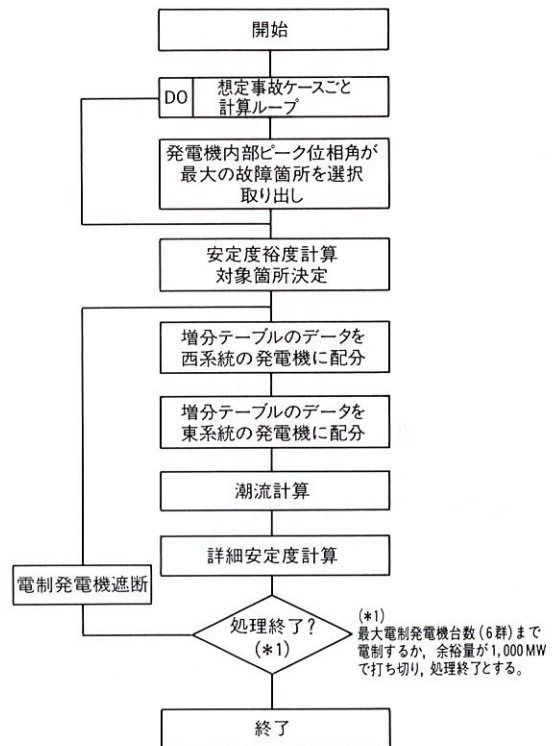 開始
DO
想定事故ケースごと
計算ループ
発電機内部ピーク位相角が
最大の故障箇所を選択
取り出し
安定度裕度計算
対象箇所決定
増分テーブルのデータを
西系統の発電機に配分
増分テーブルのデータを
東系統の発電機に配分
潮流計算
詳細安定度計算
電制発電機遮断
処理終了?
(*1)
(*1)
最大電制発電機台数(6群)まで
電制するか, 余裕量が1,000MW
で打ち切り, 処理終了とする。
終了